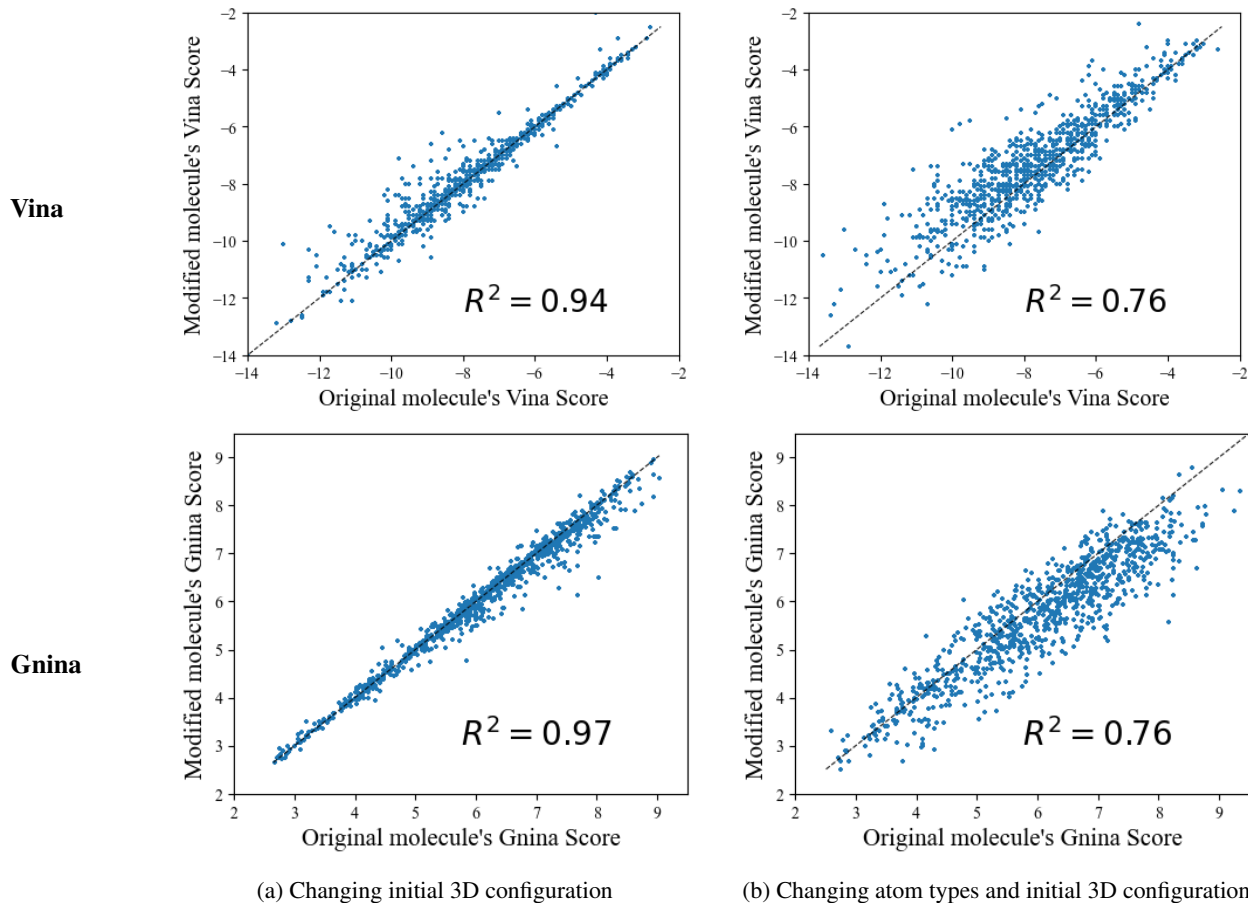 Vina
Modified molecule's Vina Score
−2
−4
−6
−8
−10
−12
−14
R² = 0.94
−14 −12 −10 −8 −6 −4 −2
Original molecule's Vina Score
Modified molecule's Vina Score
−2
−4
−6
−8
−10
−12
−14
R² = 0.76
−14 −12 −10 −8 −6 −4 −2
Original molecule's Vina Score
Gnina
Modified molecule's Gnina Score
9
8
7
6
5
4
3
2
R² = 0.97
2 3 4 5 6 7 8 9
Original molecule's Gnina Score
Modified molecule's Gnina Score
9
8
7
6
5
4
3
2
R² = 0.76
2 3 4 5 6 7 8 9
Original molecule's Gnina Score
(a) Changing initial 3D configuration
(b) Changing atom types and initial 3D configuration